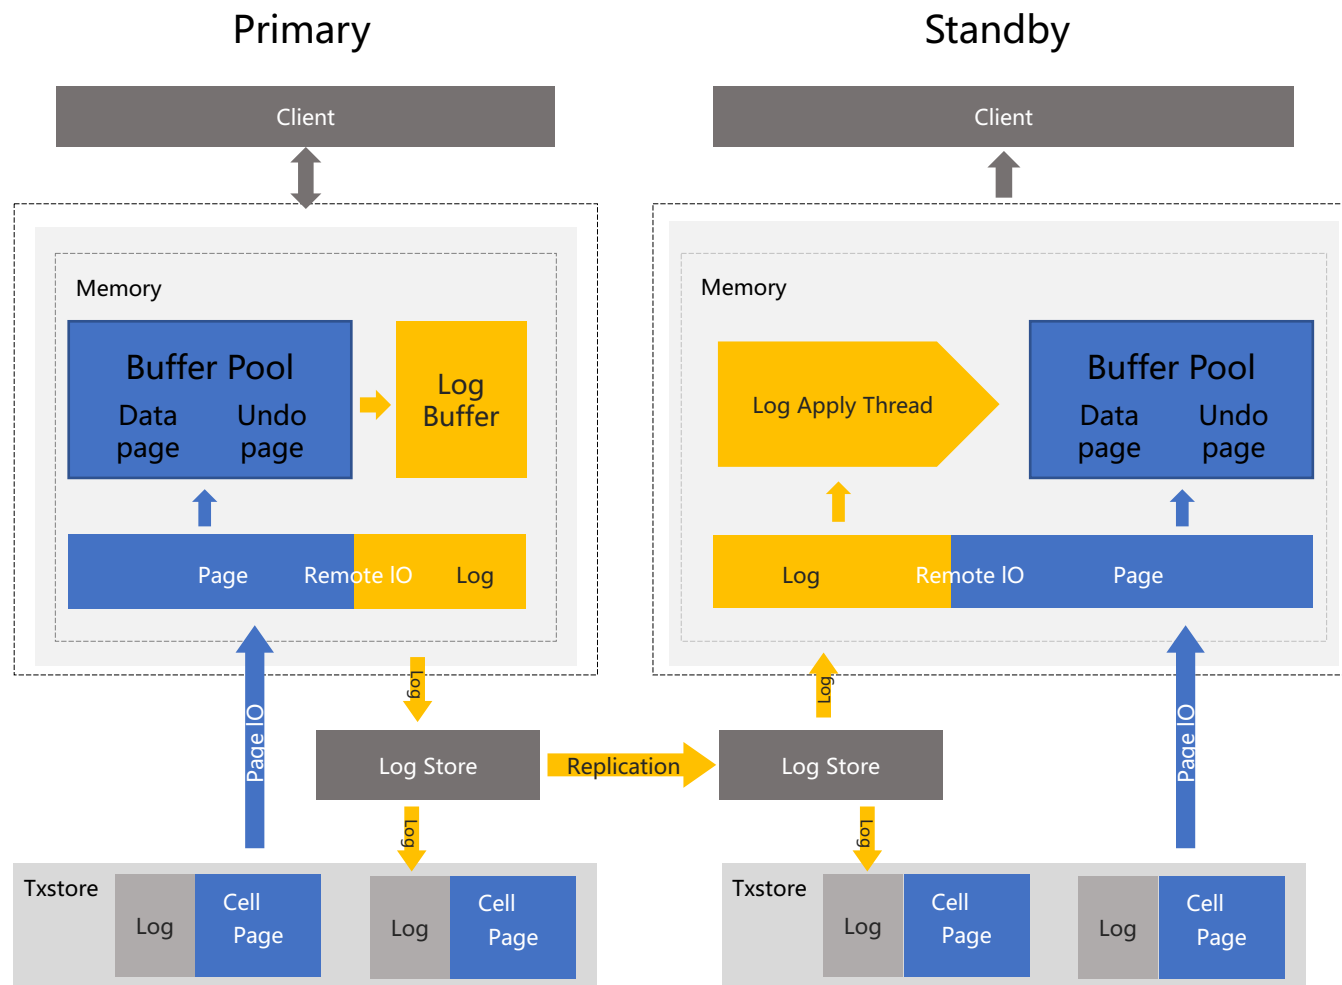 Primary
Standby
Client
Client
Memory
Memory
Buffer Pool
Data page
Undo page
Log
Buffer
Log Apply Thread
Buffer Pool
Data page
Undo page
Page
Remote IO
Log
Log
Remote IO
Page
Page IO
Log
Log
Page IO
Log Store
Replication
Log Store
Log
Log
Txstore
Log
Cell
Page
Log
Cell
Page
Txstore
Log
Cell
Page
Log
Cell
Page